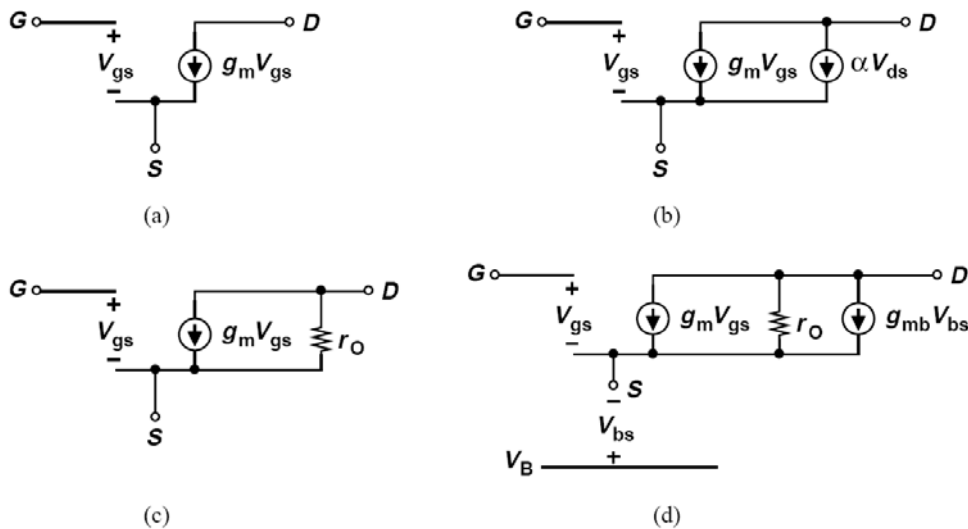 G + D
V_gs g_m V_gs
−
S
(a)
G + D
V_gs g_m V_gs αV_ds
−
S
(b)
G + D
V_gs g_m V_gs r_O
−
S
(c)
G + D
V_gs g_m V_gs r_O g_mb V_bs
−
S
−
V_bs
V_B +
(d)